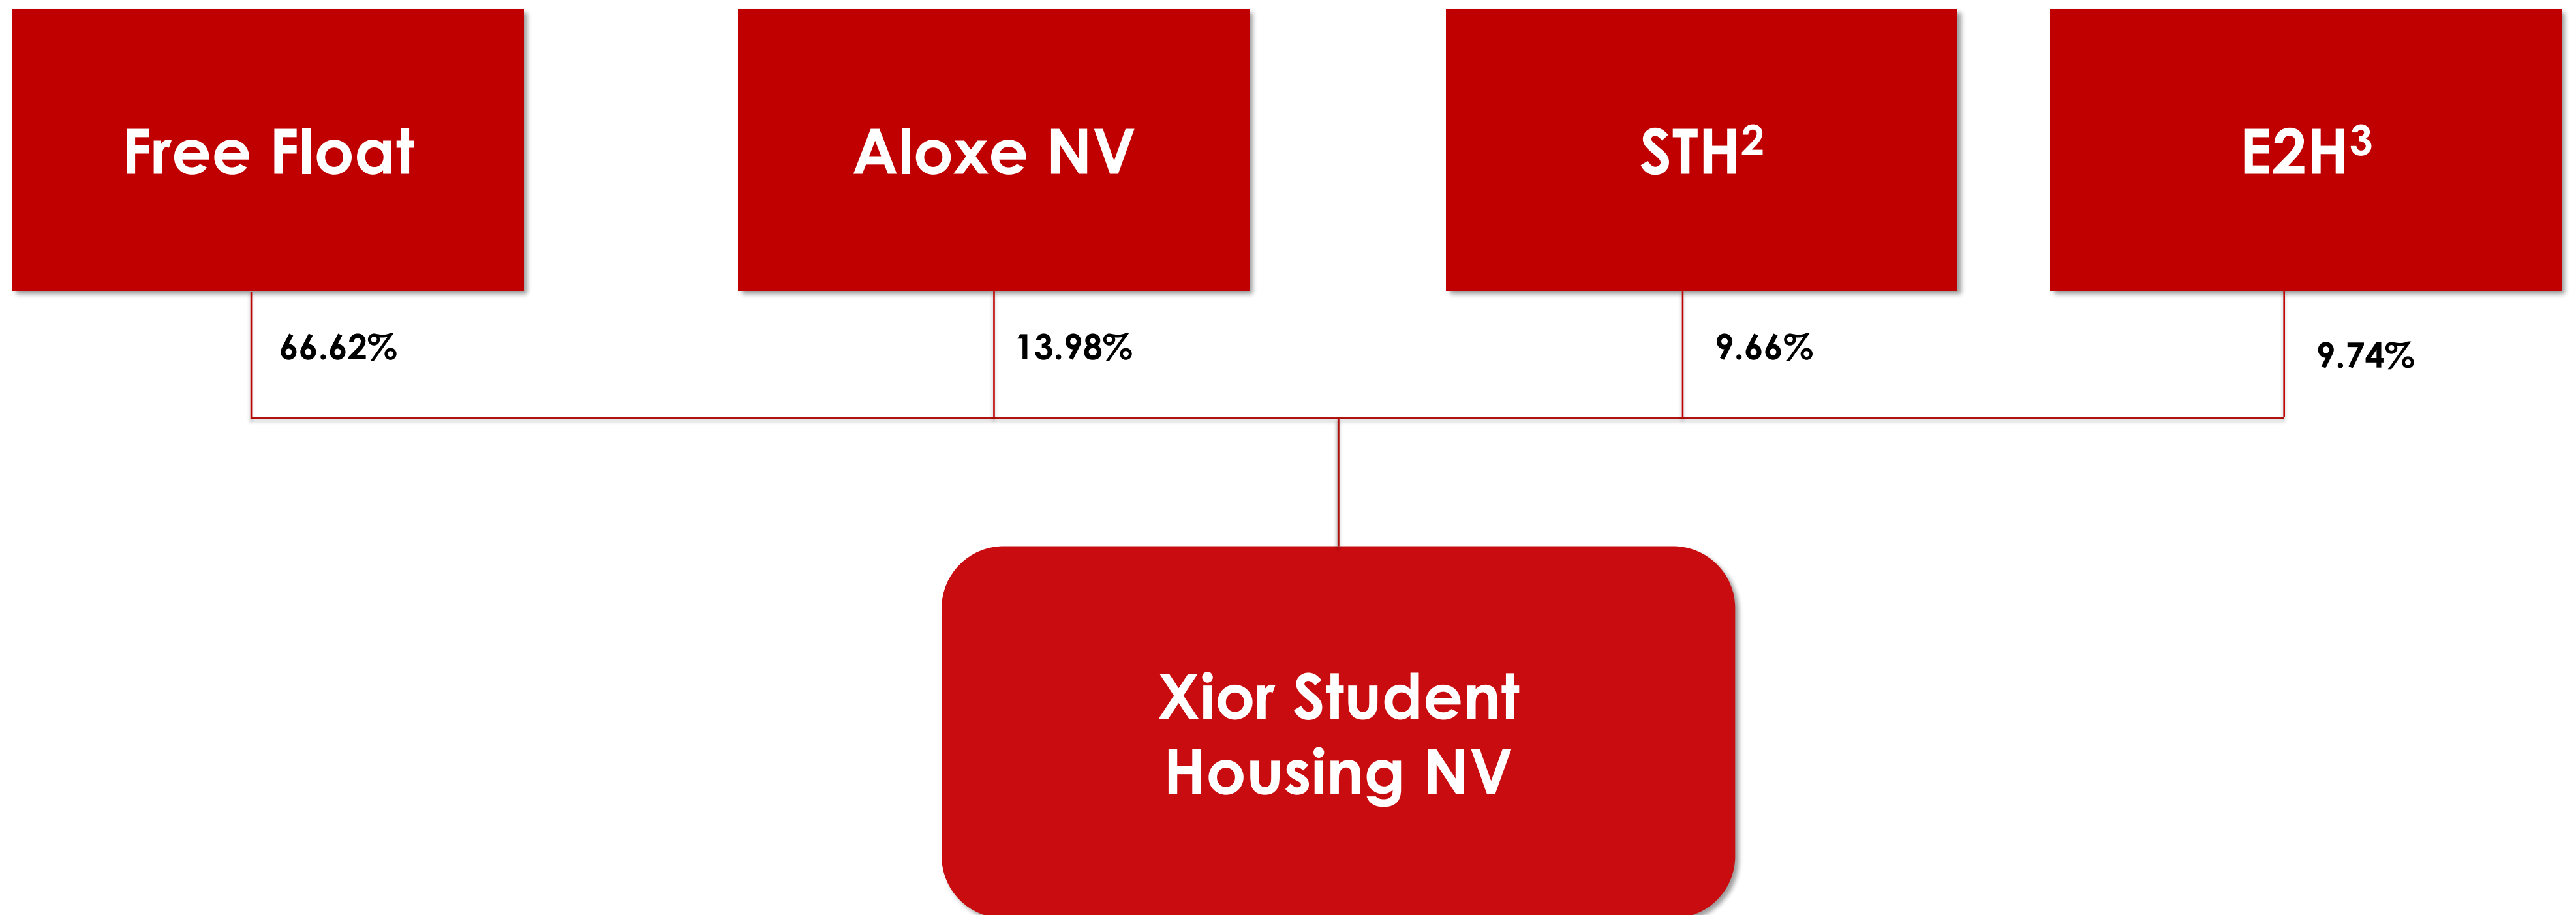 Free Float
Aloxe NV
STH²
E2H³
66.62%
13.98%
9.66%
9.74%
Xior Student
Housing NV